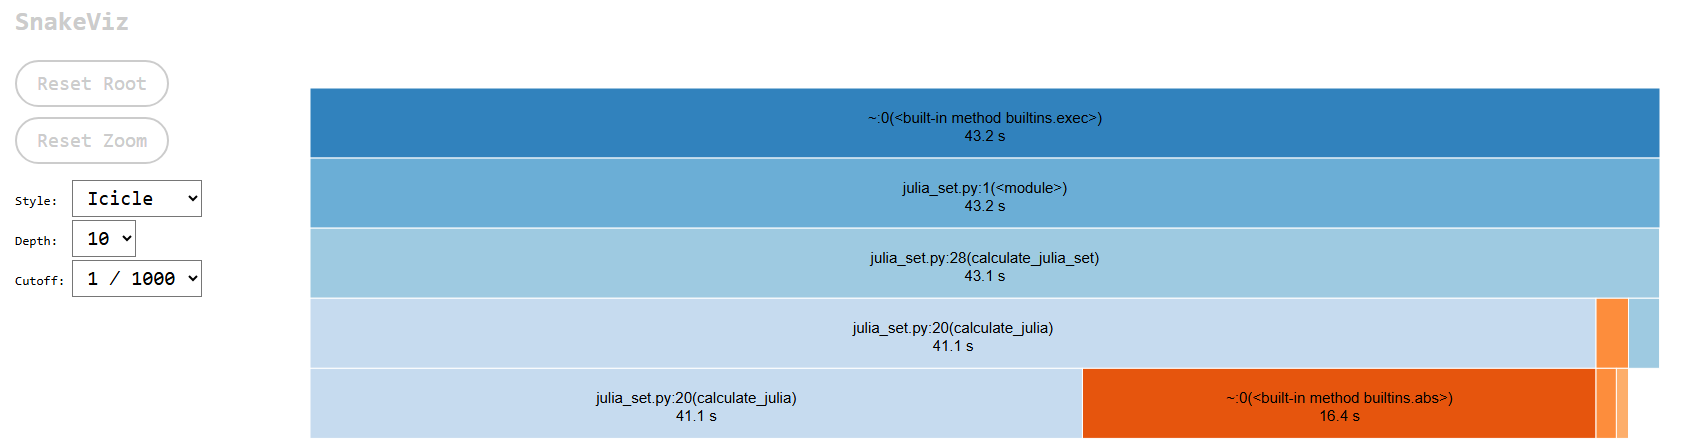 SnakeViz
Reset Root
Reset Zoom
Style: Icicle
Depth: 10
Cutoff: 1 / 1000
~:0(<built-in method builtins.exec>)
43.2 s
julia_set.py:1(<module>)
43.2 s
julia_set.py:28(calculate_julia_set)
43.1 s
julia_set.py:20(calculate_julia)
41.1 s
julia_set.py:20(calculate_julia)
41.1 s
~:0(<built-in method builtins.abs>)
16.4 s